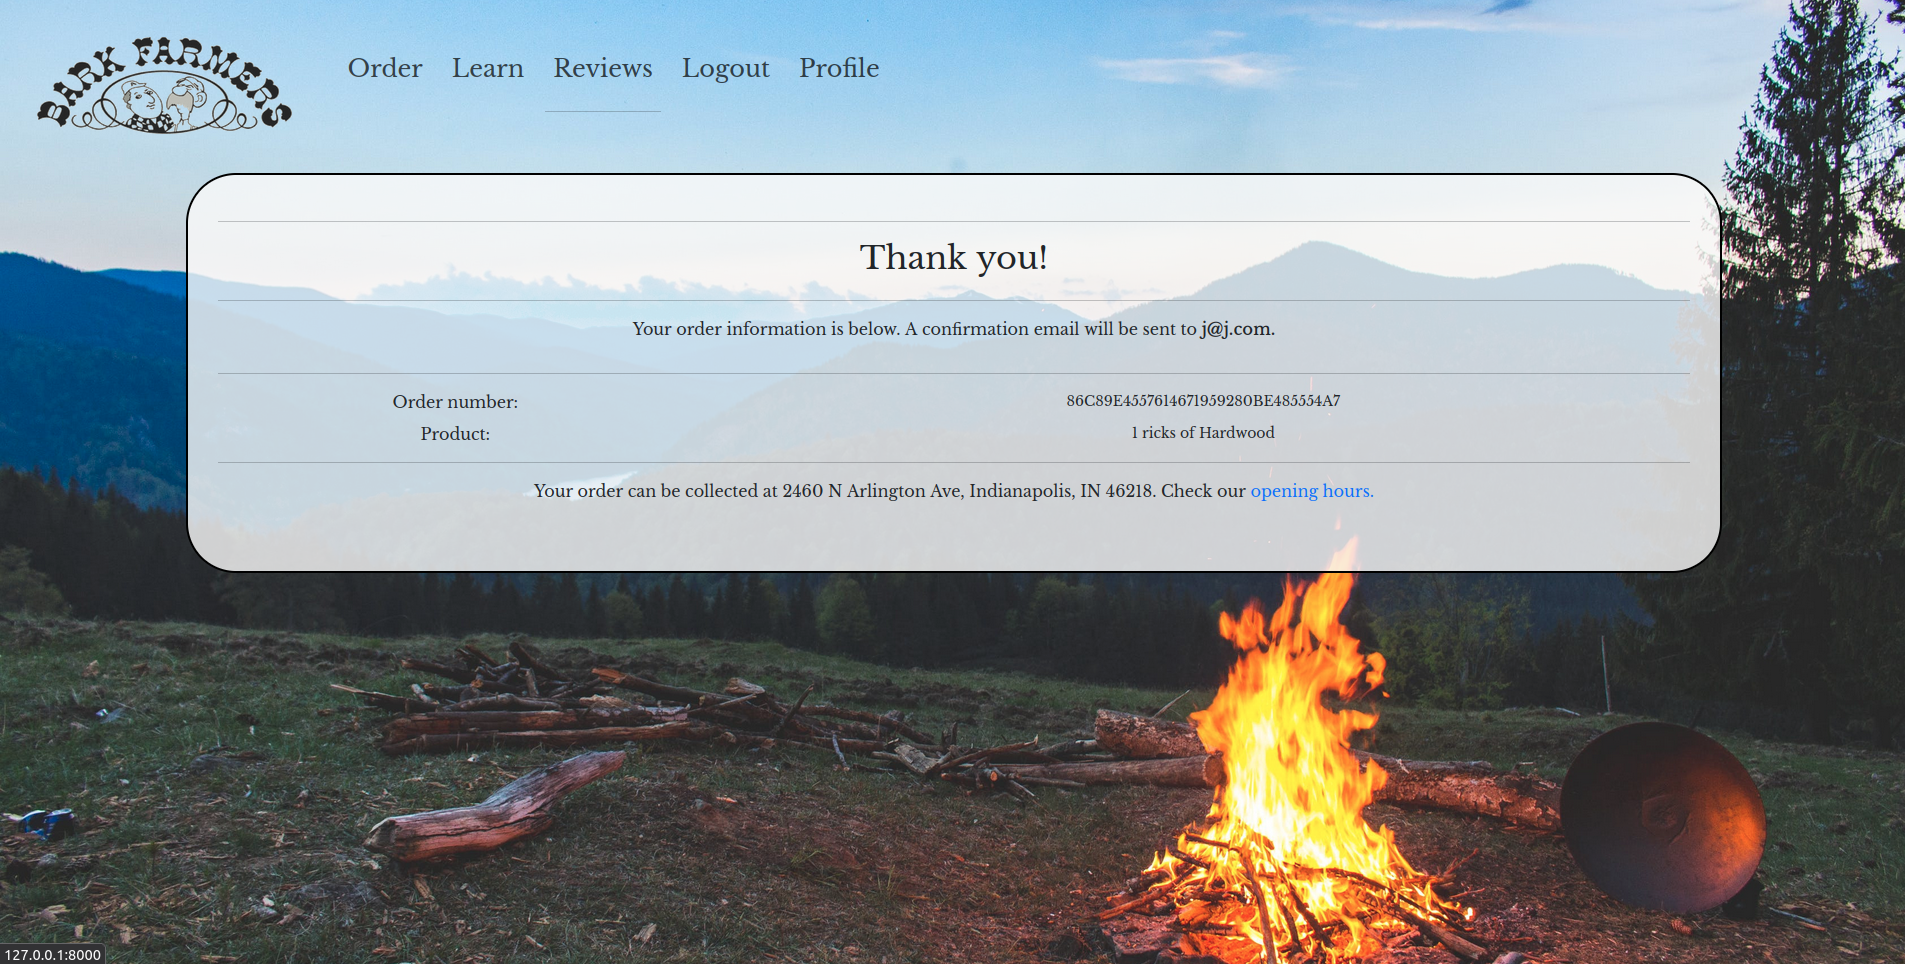 BARK FARMERS
Order Learn Reviews Logout Profile
Thank you!
Your order information is below. A confirmation email will be sent to j@j.com.
Order number: 86C89E4557614671959280BE485554A7
Product: 1 ricks of Hardwood
Your order can be collected at 2460 N Arlington Ave, Indianapolis, IN 46218. Check our opening hours.
127.0.0.1:8000